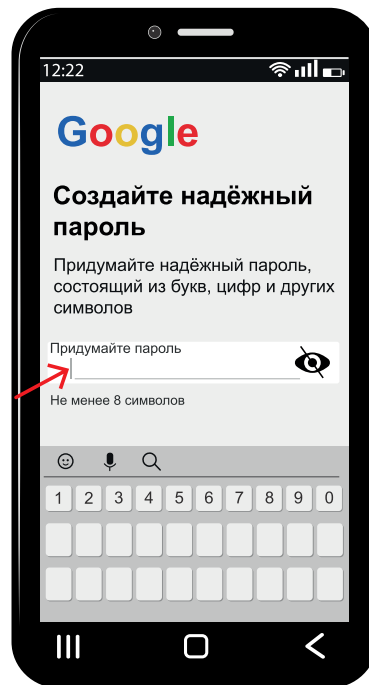 12:22
Google
Создайте надёжный
пароль
Придумайте надёжный пароль,
состоящий из букв, цифр и других
символов
Придумайте пароль
Не менее 8 символов
1 2 3 4 5 6 7 8 9 0